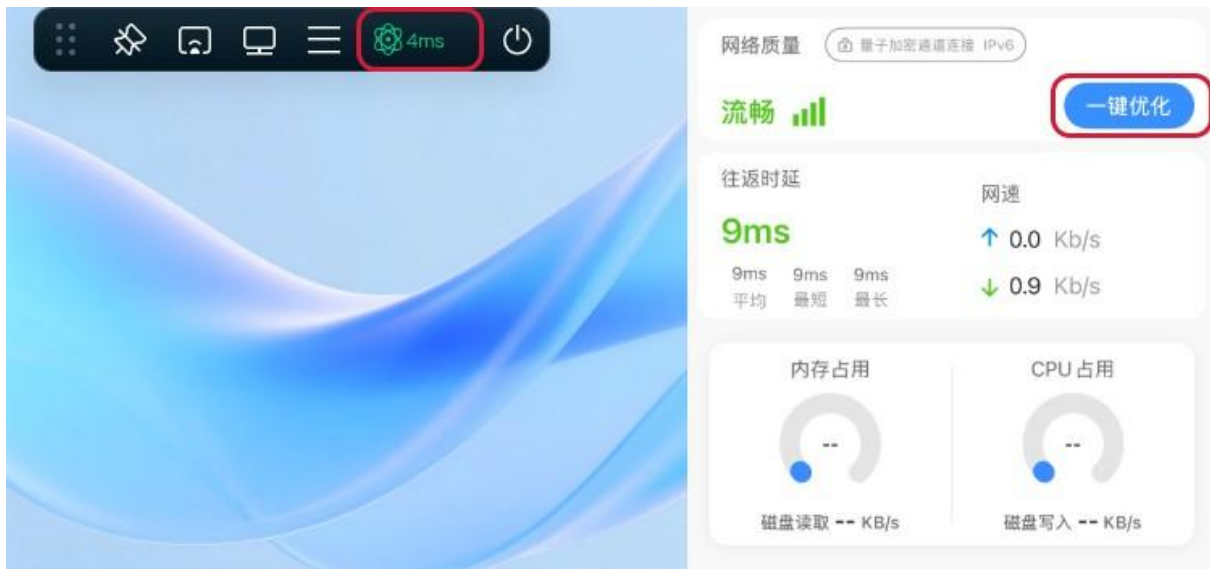 4ms
网络质量 量子加密通道连接 IPv6
流畅 一键优化
往返时延
网速
9ms
↑ 0.0 Kb/s
9ms 9ms 9ms
平均 最短 最长
↓ 0.9 Kb/s
内存占用 CPU 占用
-- --
磁盘读取 -- KB/s 磁盘写入 -- KB/s